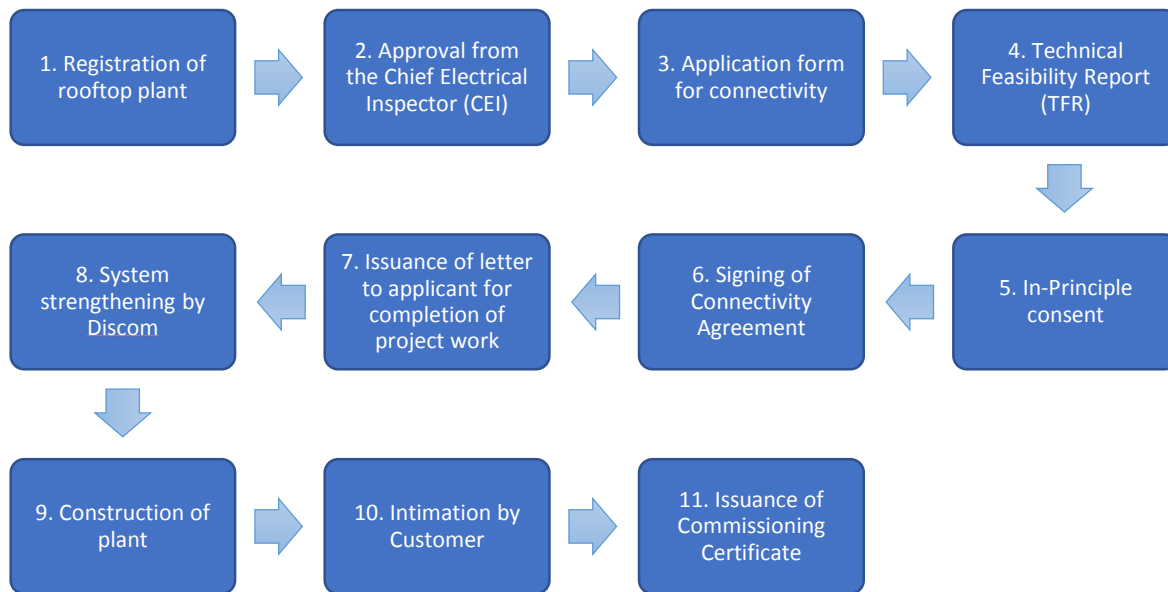 1. Registration of
rooftop plant
2. Approval from
the Chief Electrical
Inspector (CEI)
3. Application form
for connectivity
4. Technical
Feasibility Report
(TFR)
5. In-Principle
consent
6. Signing of
Connectivity
Agreement
7. Issuance of letter
to applicant for
completion of
project work
8. System
strengthening by
Discom
9. Construction of
plant
10. Intimation by
Customer
11. Issuance of
Commissioning
Certificate